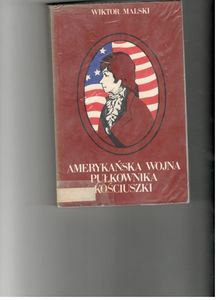 WIKTOR MALSKI
AMERYKAŃSKA WOJNA
PUŁKOWNIKA
KOŚCIUSZKI